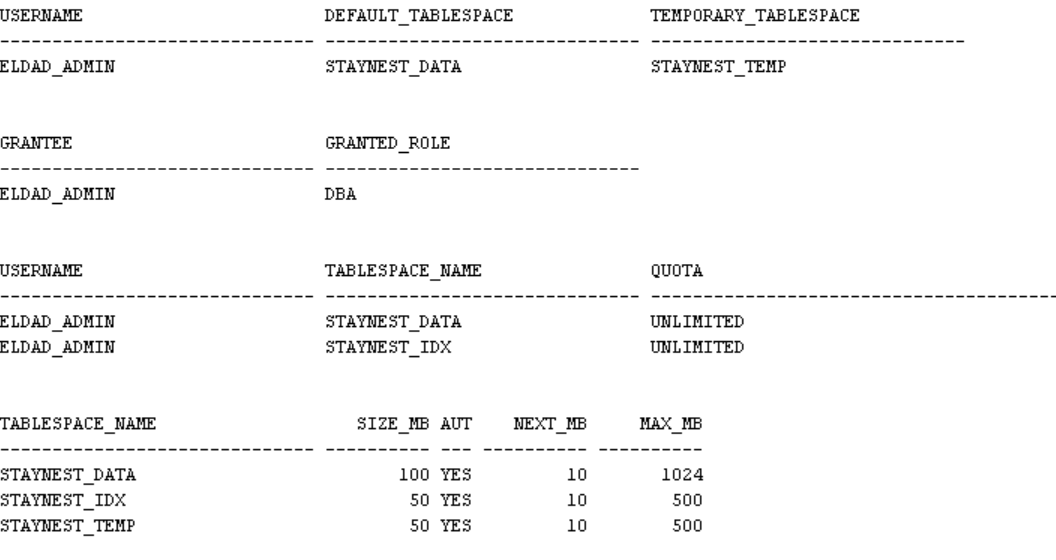 USERNAME                       DEFAULT_TABLESPACE             TEMPORARY_TABLESPACE
------------------------------ ------------------------------ ------------------------------
ELDAD_ADMIN                    STAYNEST_DATA                  STAYNEST_TEMP
GRANTEE                        GRANTED_ROLE
------------------------------ ------------------------------
ELDAD_ADMIN                    DBA
USERNAME                       TABLESPACE_NAME                QUOTA
------------------------------ ------------------------------ ---------------------------------------
ELDAD_ADMIN                    STAYNEST_DATA                  UNLIMITED
ELDAD_ADMIN                    STAYNEST_IDX                   UNLIMITED
TABLESPACE_NAME                   SIZE_MB AUT    NEXT_MB     MAX_MB
------------------------------ ---------- --- ---------- ----------
STAYNEST_DATA                         100 YES         10       1024
STAYNEST_IDX                           50 YES         10        500
STAYNEST_TEMP                          50 YES         10        500